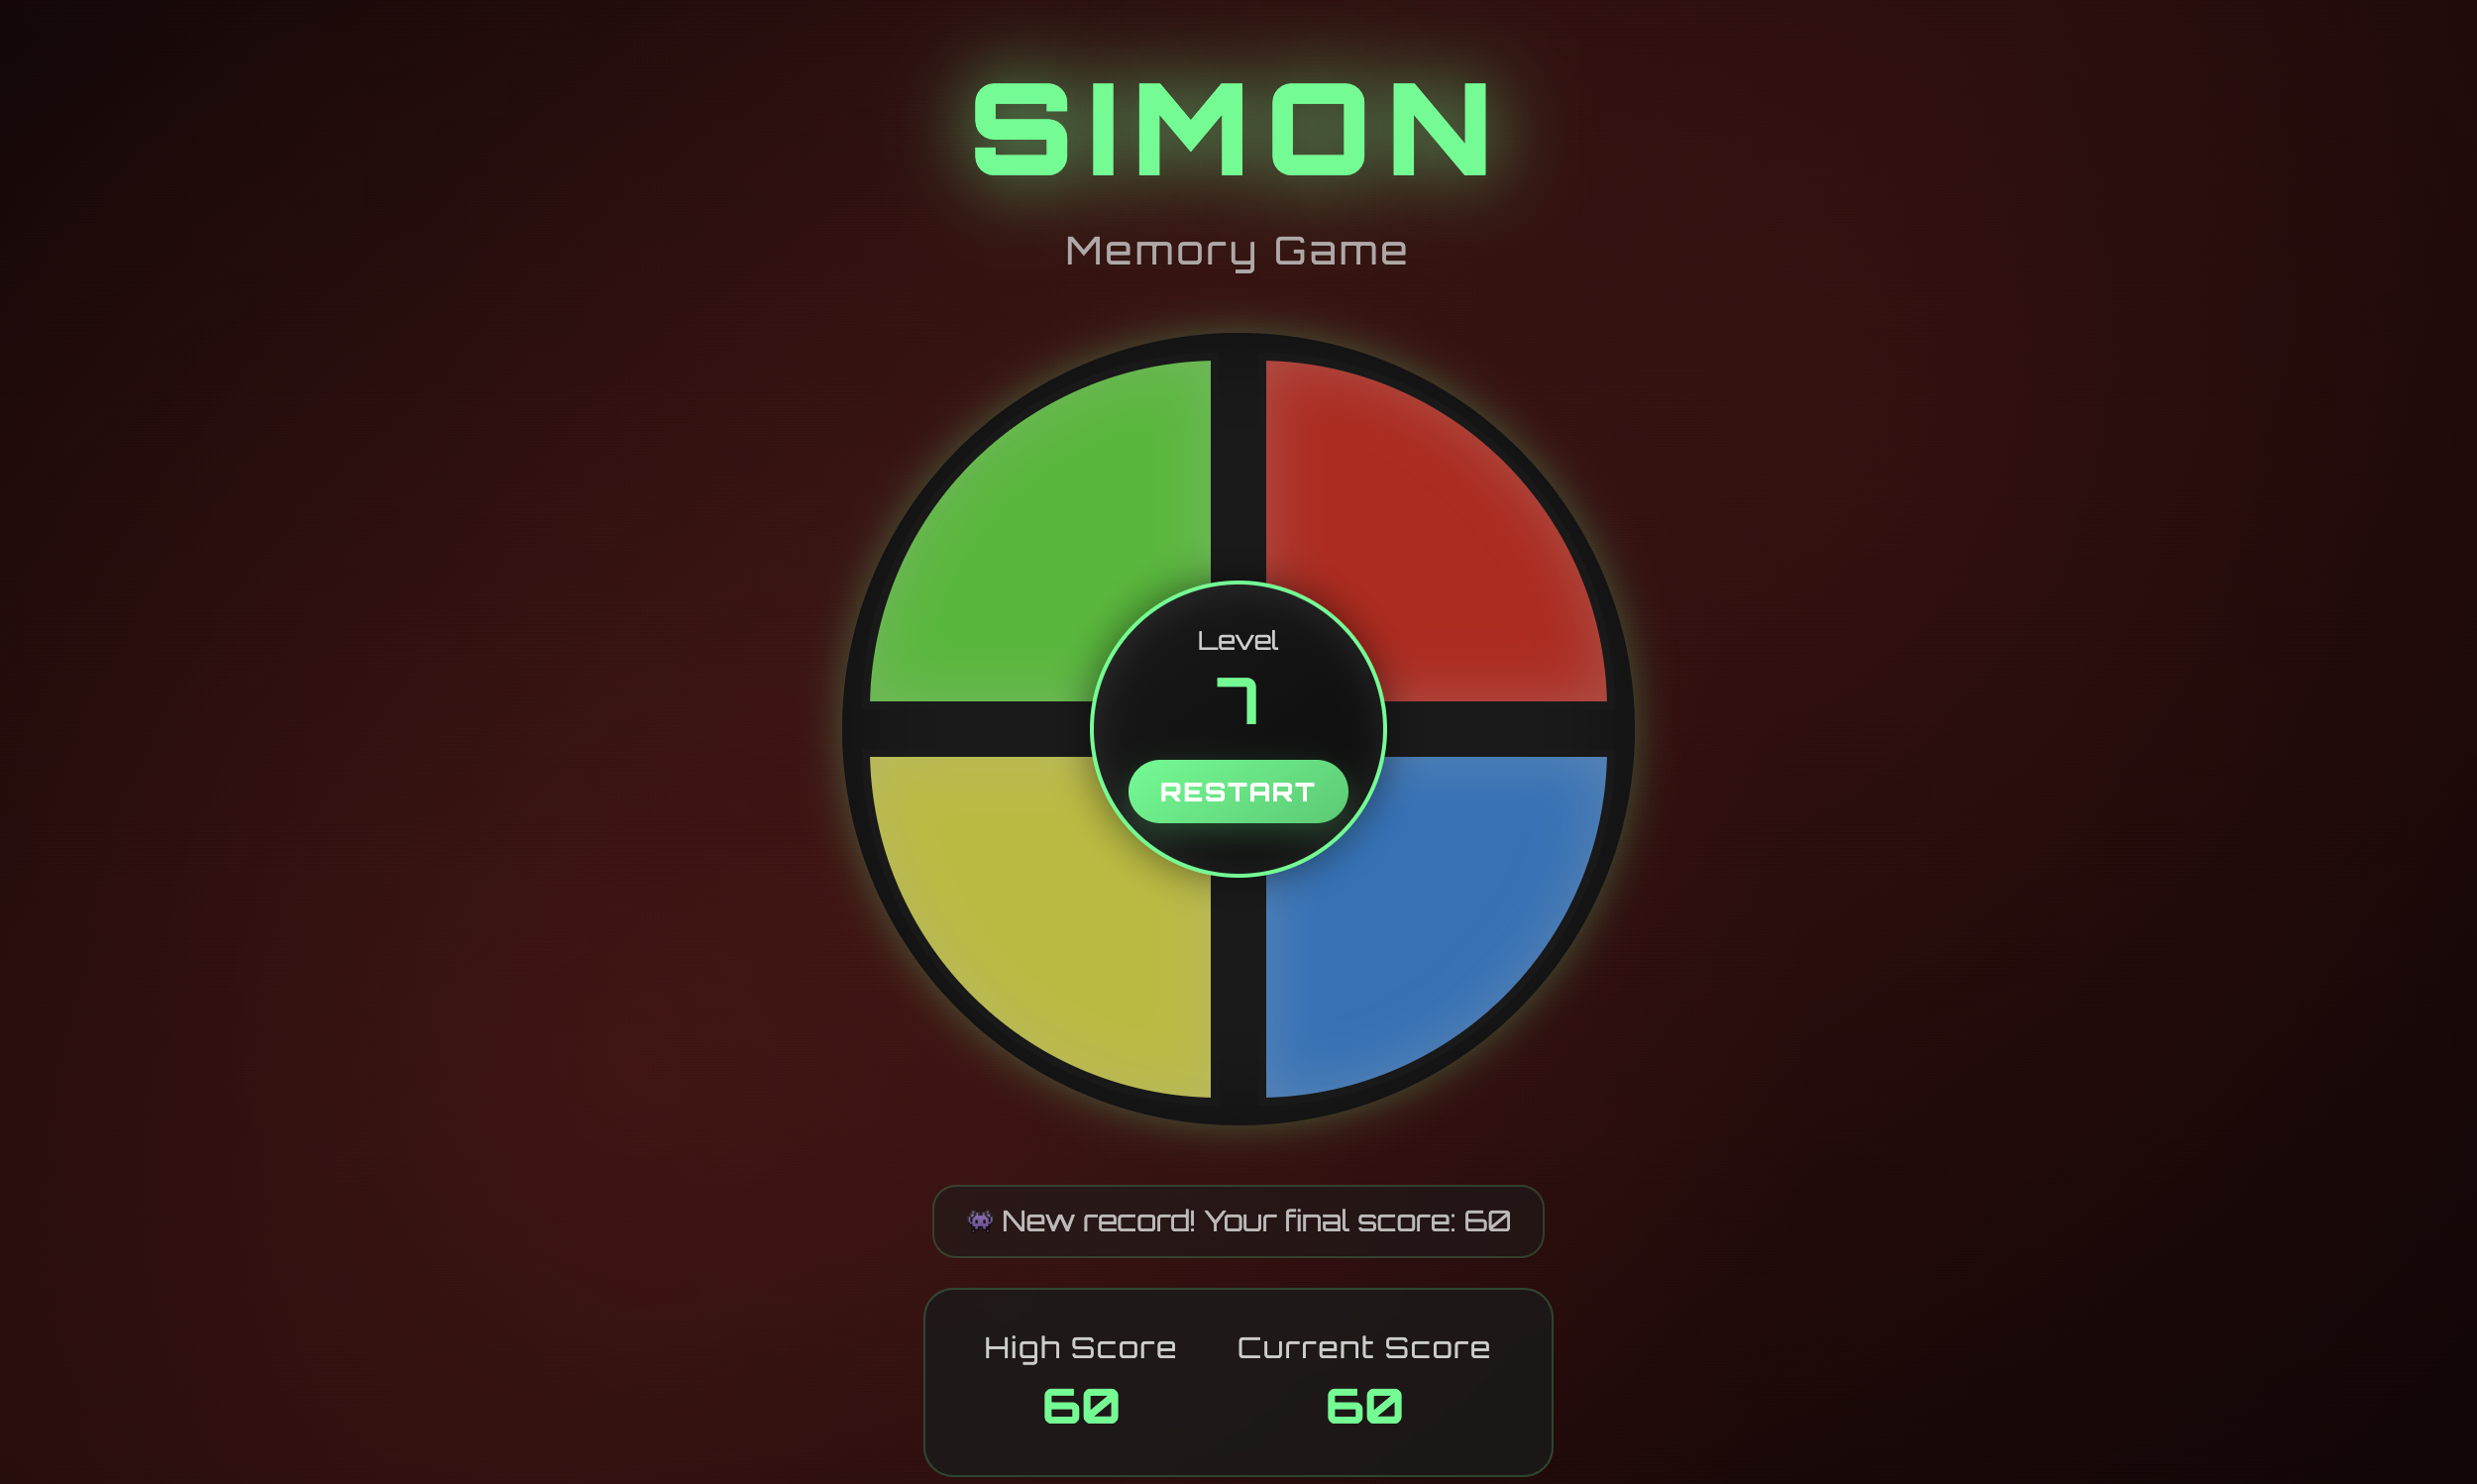 SIMON
Memory Game
Level
7
RESTART
👾 New record! Your final score: 60
High Score
60
Current Score
60